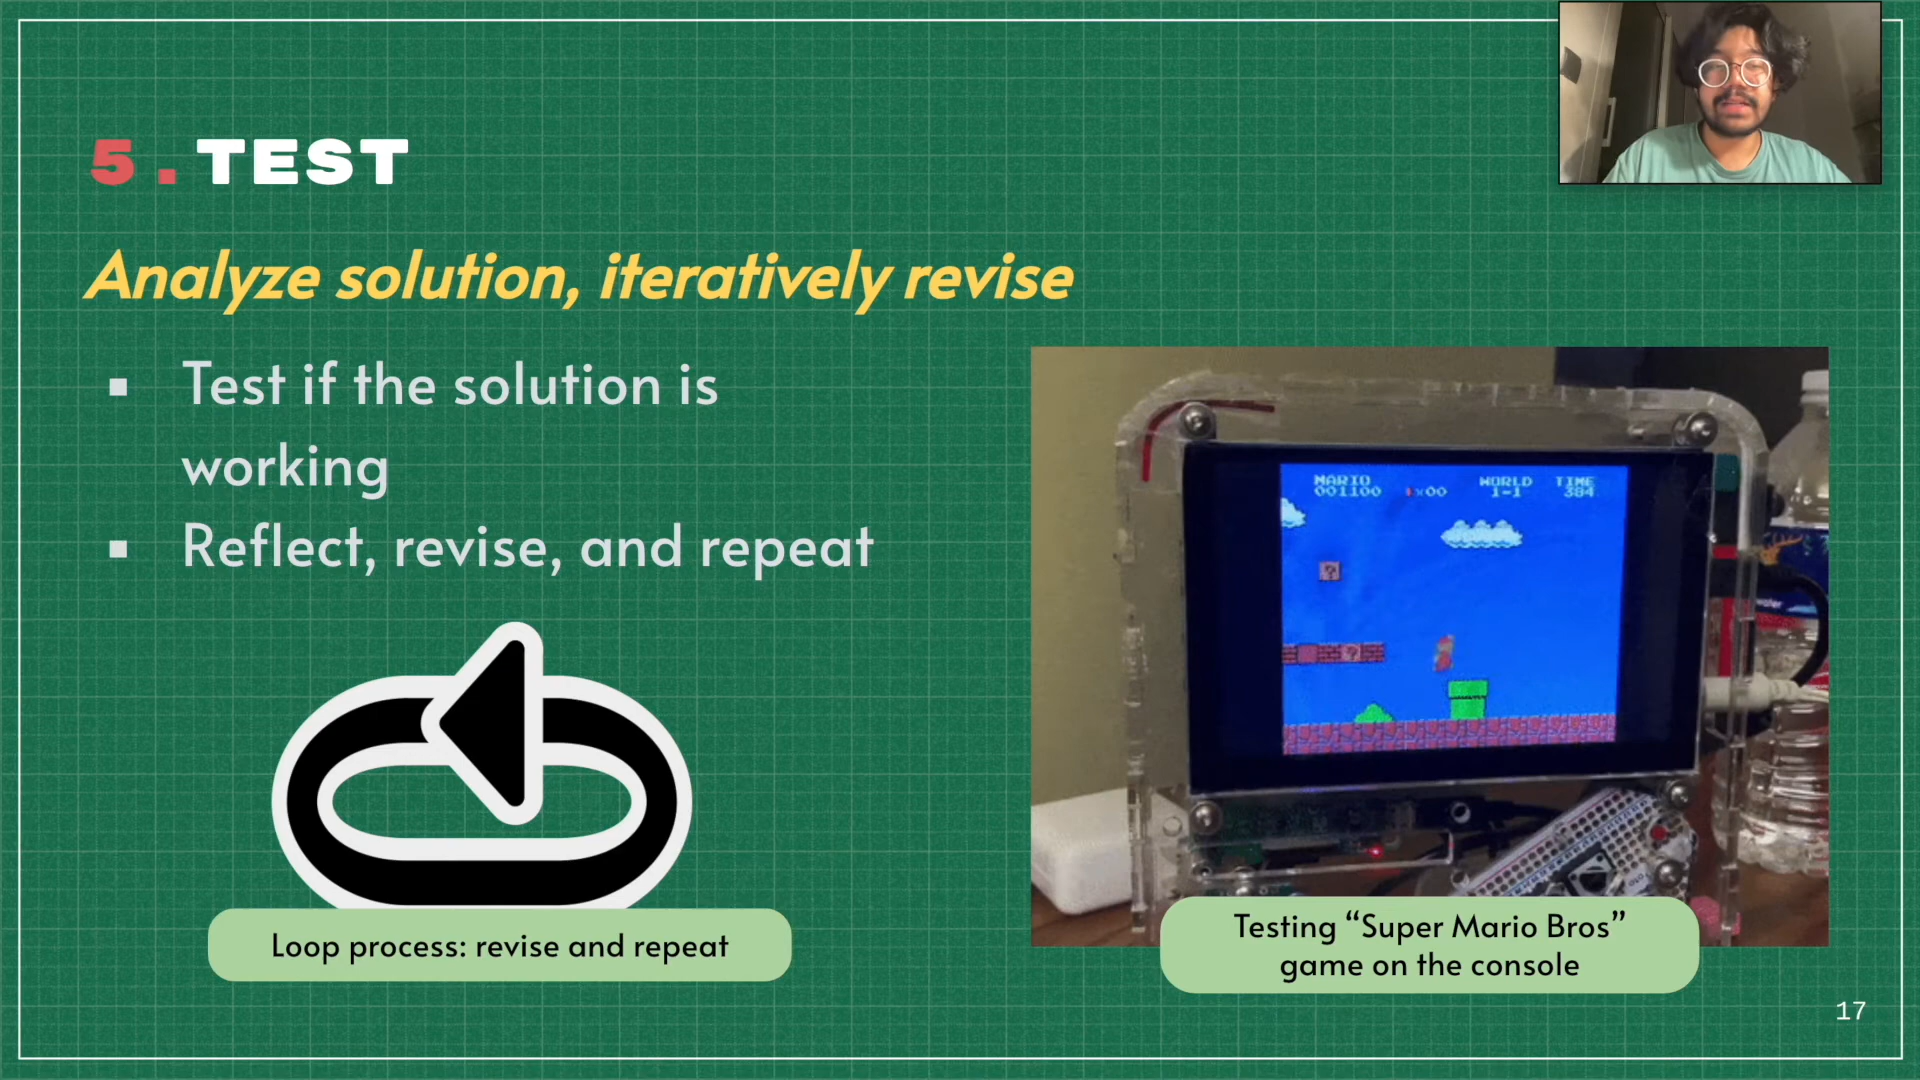 5. TEST
Analyze solution, iteratively revise
▪ Test if the solution is
working
▪ Reflect, revise, and repeat
MARIO WORLD TIME
001100 x00 1-1 384
?
?
water
Loop process: revise and repeat
Testing “Super Mario Bros”
game on the console
17